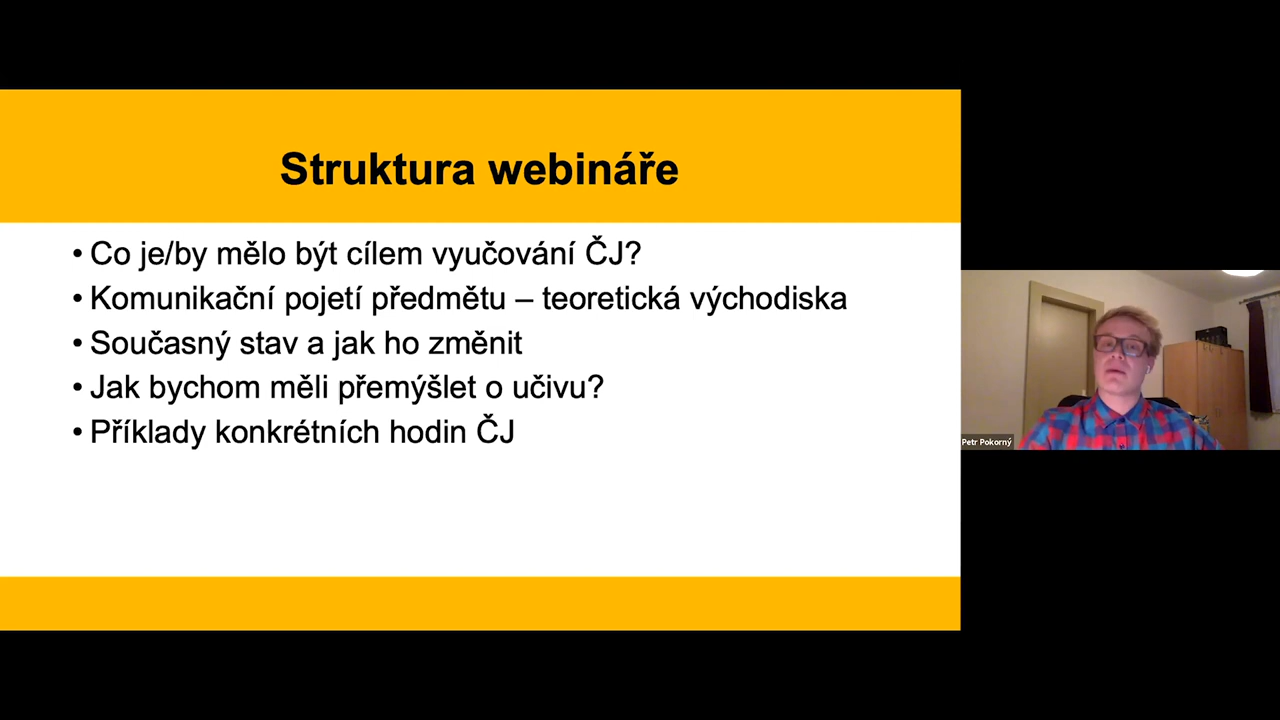 Struktura webináře
• Co je/by mělo být cílem vyučování ČJ?
• Komunikační pojetí předmětu – teoretická východiska
• Současný stav a jak ho změnit
• Jak bychom měli přemýšlet o učivu?
• Příklady konkrétních hodin ČJ
Petr Pokorný